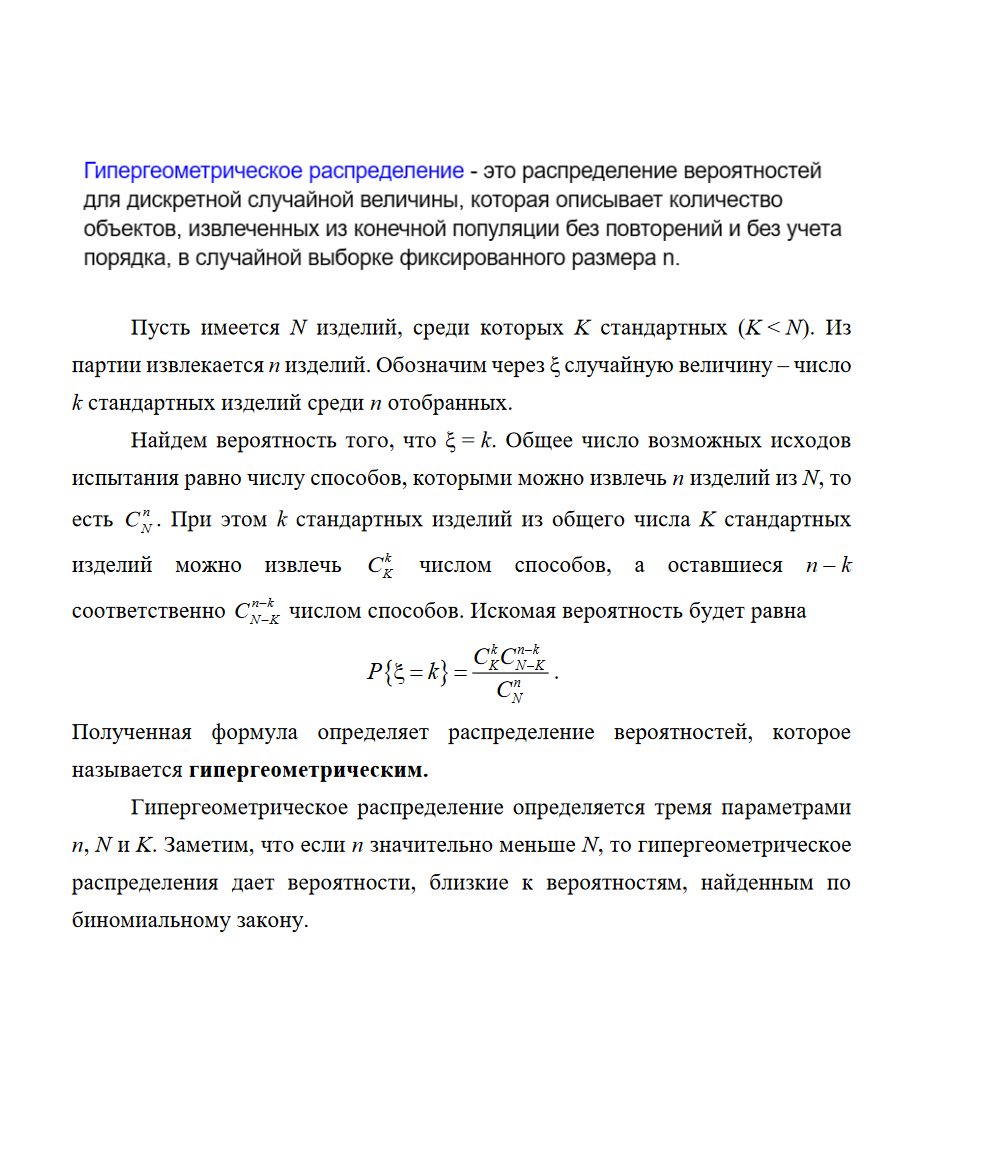 Гипергеометрическое распределение - это распределение вероятностей
для дискретной случайной величины, которая описывает количество
объектов, извлеченных из конечной популяции без повторений и без учета
порядка, в случайной выборке фиксированного размера n.
Пусть имеется N изделий, среди которых K стандартных (K < N). Из
партии извлекается n изделий. Обозначим через ξ случайную величину – число
k стандартных изделий среди n отобранных.
Найдем вероятность того, что ξ = k. Общее число возможных исходов
испытания равно числу способов, которыми можно извлечь n изделий из N, то
есть C_N^n. При этом k стандартных изделий из общего числа K стандартных
изделий можно извлечь C_K^k числом способов, а оставшиеся n – k
соответственно C_{N–K}^{n–k} числом способов. Искомая вероятность будет равна
P{ξ = k} = \frac{C_K^k C_{N–K}^{n–k}}{C_N^n}.
Полученная формула определяет распределение вероятностей, которое
называется гипергеометрическим.
Гипергеометрическое распределение определяется тремя параметрами
n, N и K. Заметим, что если n значительно меньше N, то гипергеометрическое
распределения дает вероятности, близкие к вероятностям, найденным по
биномиальному закону.